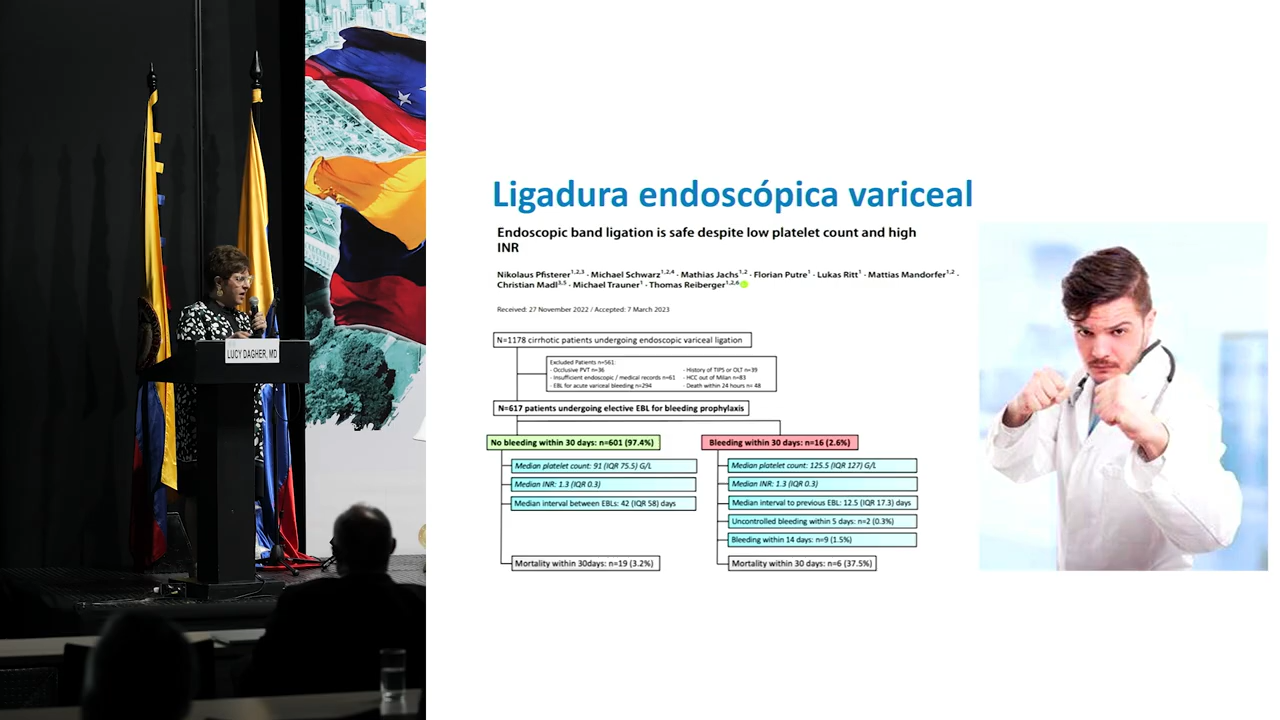 LUCY DAGHER, MD
Ligadura endoscópica variceal
Endoscopic band ligation is safe despite low platelet count and high
INR
Nikolaus Pfisterer1,2,3 · Michael Schwarz1,2,4 · Mathias Jachs1,2 · Florian Putre1 · Lukas Ritt1 · Mattias Mandorfer1,2 ·
Christian Madl3,5 · Michael Trauner1 · Thomas Reiberger1,2,6
Received: 27 November 2022 / Accepted: 7 March 2023
N=1178 cirrhotic patients undergoing endoscopic variceal ligation
Excluded Patients n=561:
- Occlusive PVT n=36
- Insufficient endoscopic / medical records n=61
- EBL for acute variceal bleeding n=294
- History of TIPS or OLT n=39
- HCC out of Milan n=83
- Death within 24 hours n= 48
N=617 patients undergoing elective EBL for bleeding prophylaxis
No bleeding within 30 days: n=601 (97.4%)
Median platelet count: 91 (IQR 75.5) G/L
Median INR: 1.3 (IQR 0.3)
Median interval between EBLs: 42 (IQR 58) days
Mortality within 30days: n=19 (3.2%)
Bleeding within 30 days: n=16 (2.6%)
Median platelet count: 125.5 (IQR 127) G/L
Median INR: 1.3 (IQR 0.3)
Median interval to previous EBL: 12.5 (IQR 17.3) days
Uncontrolled bleeding within 5 days: n=2 (0.3%)
Bleeding within 14 days: n=9 (1.5%)
Mortality within 30 days: n=6 (37.5%)